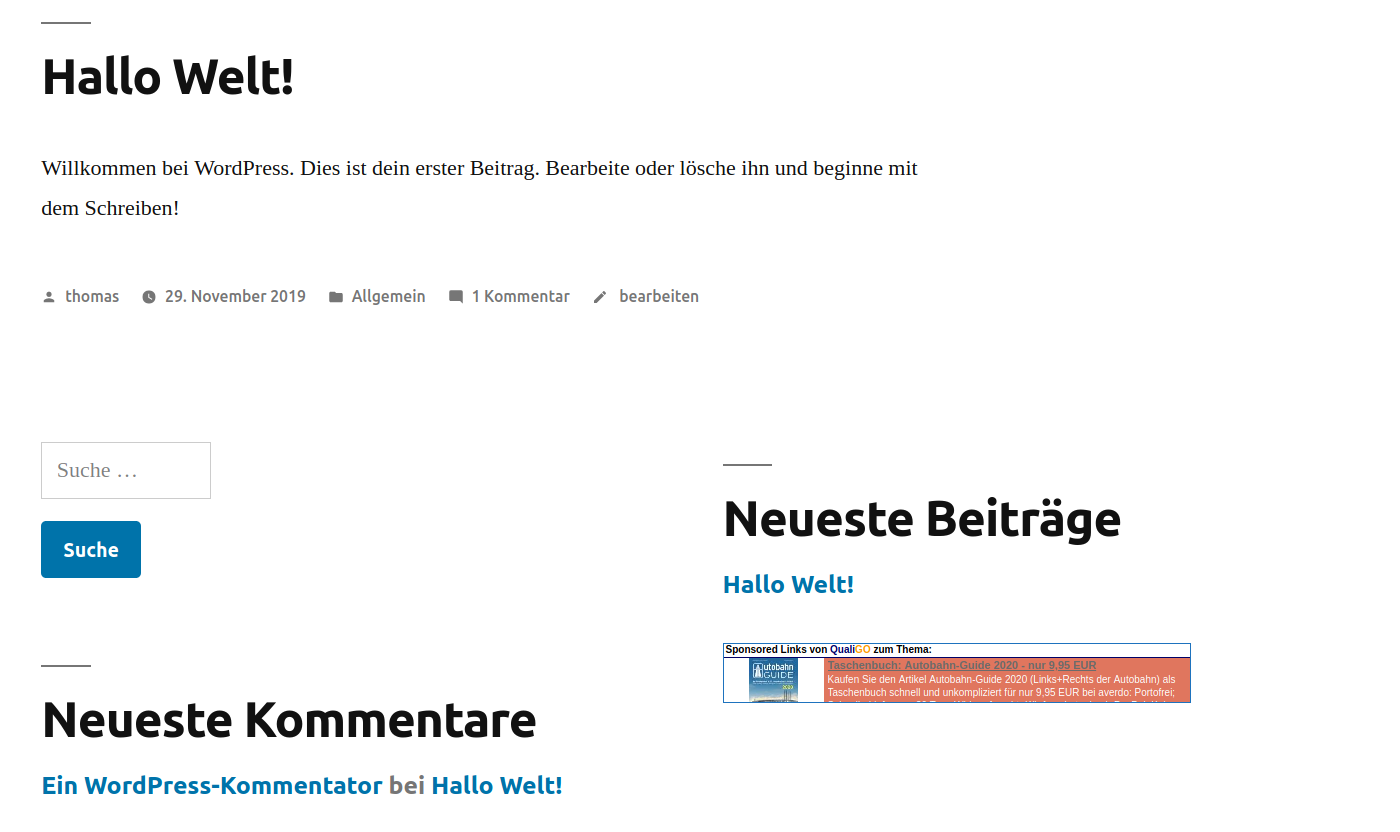 Hallo Welt!
Willkommen bei WordPress. Dies ist dein erster Beitrag. Bearbeite oder lösche ihn und beginne mit
dem Schreiben!
thomas 29. November 2019 Allgemein 1 Kommentar bearbeiten
Suche …
Suche
Neueste Kommentare
Ein WordPress-Kommentator bei Hallo Welt!
Neueste Beiträge
Hallo Welt!
Sponsored Links von QualiGO zum Thema:
utobahn
GUIDE
2020
Taschenbuch: Autobahn-Guide 2020 - nur 9,95 EUR
Kaufen Sie den Artikel Autobahn-Guide 2020 (Links+Rechts der Autobahn) als
Taschenbuch schnell und unkompliziert für nur 9,95 EUR bei averdo: Portofrei;